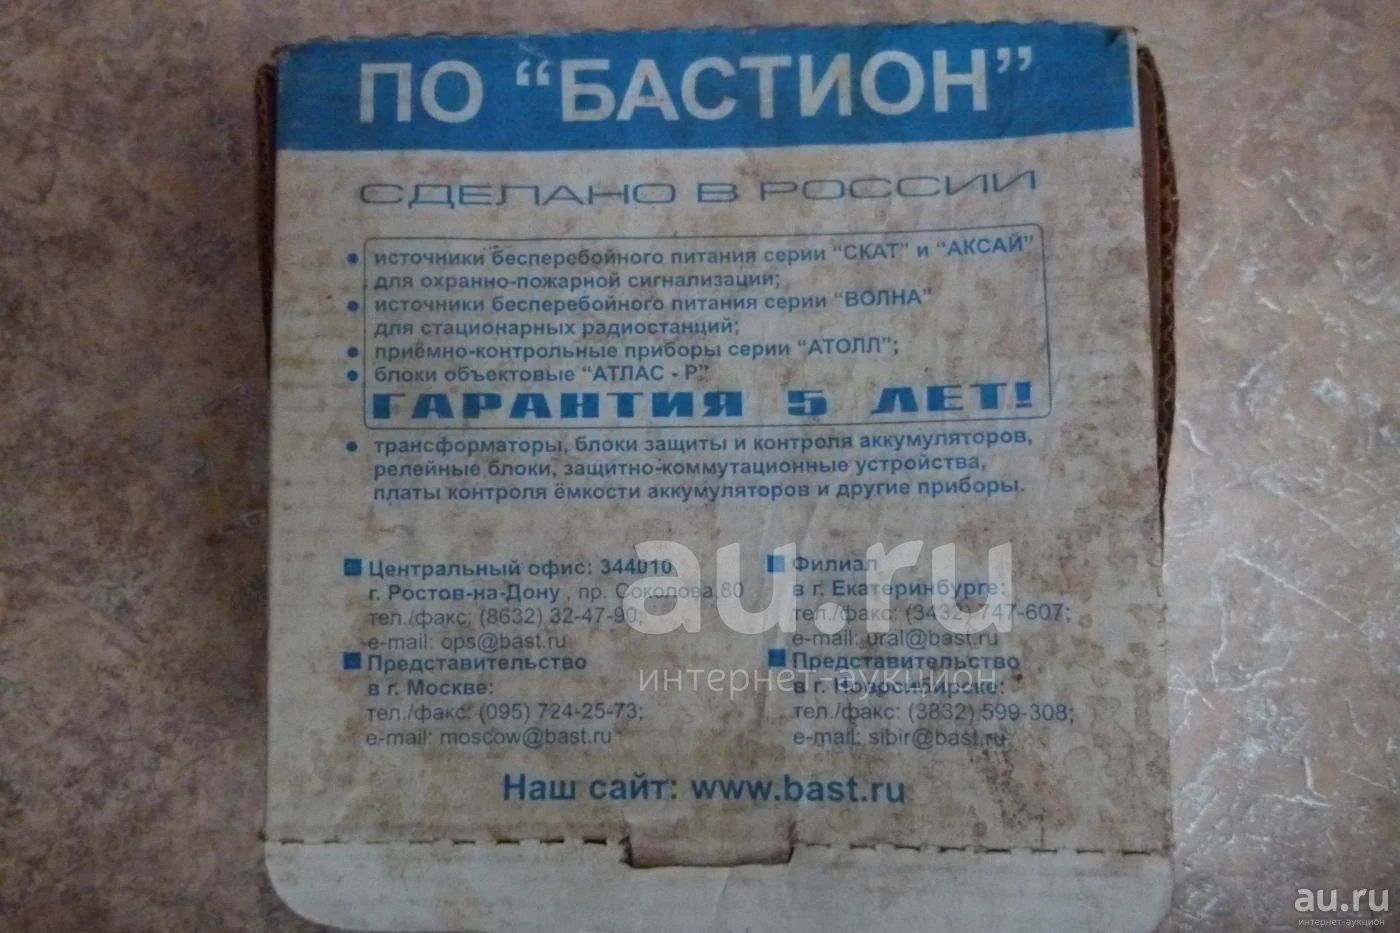 ПО “БАСТИОН”
СДЕЛАНО В РОССИИ
• источники бесперебойного питания серии “СКАТ” и “АКСАЙ”
для охранно-пожарной сигнализации;
• источники бесперебойного питания серии “ВОЛНА”
для стационарных радиостанций;
• приёмно-контрольные приборы серии “АТОЛЛ”;
• блоки объектовые “АТЛАС - Р”
ГАРАНТИЯ 5 ЛЕТ!
• трансформаторы, блоки защиты и контроля аккумуляторов,
релейные блоки, защитно-коммутационные устройства,
платы контроля ёмкости аккумуляторов и другие приборы.
Центральный офис: 344010
г. Ростов-на-Дону , пр. Соколова,80
тел./факс: (8632) 32-47-90;
e-mail: ops@bast.ru
Представительство
в г. Москве:
тел./факс: (095) 724-25-73;
e-mail: moscow@bast.ru
Филиал
в г. Екатеринбурге:
тел./факс: (3432) 747-607;
e-mail: ural@bast.ru
Представительство
в г. Новосибирске:
тел./факс: (3832) 599-308;
e-mail: sibir@bast.ru
Наш сайт: www.bast.ru
au.ru
интернет-аукцион
au.ru
интернет-аукцион